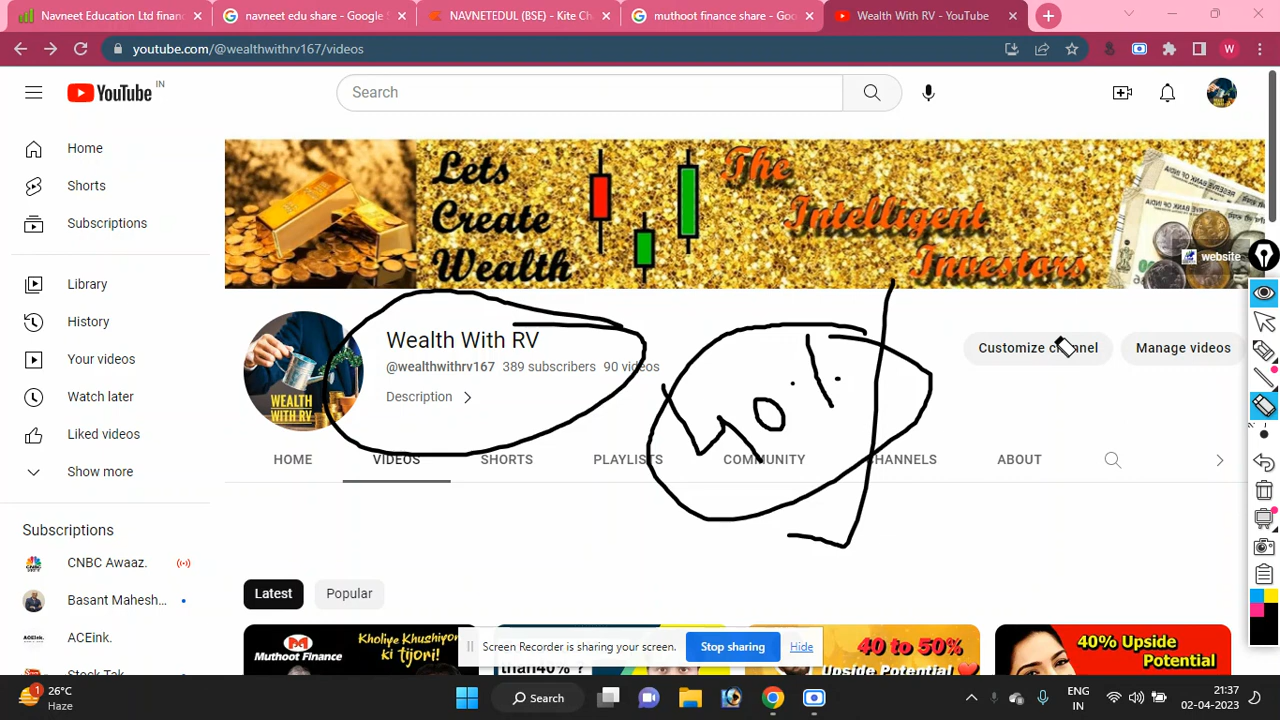 Navneet Education Ltd financ
navneet edu share - Google S
NAVNETEDUL (BSE) - Kite Cha
muthoot finance share - Goo
Wealth With RV - YouTube
youtube.com/@wealthwithrv167/videos
W
YouTube IN
Search
Home
Shorts
Subscriptions
Library
History
Your videos
Watch later
Liked videos
Show more
Subscriptions
CNBC Awaaz.
Basant Mahesh...
ACEink.
Stock Tak...
Lets
Create
Wealth
The
Intelligent
Investors
website
WEALTH
WITH RV
Wealth With RV
@wealthwithrv167 389 subscribers 90 videos
Description
Customize channel
Manage videos
HOME
VIDEOS
SHORTS
PLAYLISTS
COMMUNITY
CHANNELS
ABOUT
Latest
Popular
Muthoot Finance
Kholiye Khushiyon
ki tijori!
than40% ?
40 to 50%
Upside Potential
40% Upside
Potential
Screen Recorder is sharing your screen.
Stop sharing
Hide
1
26°C
Haze
Search
ENG
IN
21:37
02-04-2023